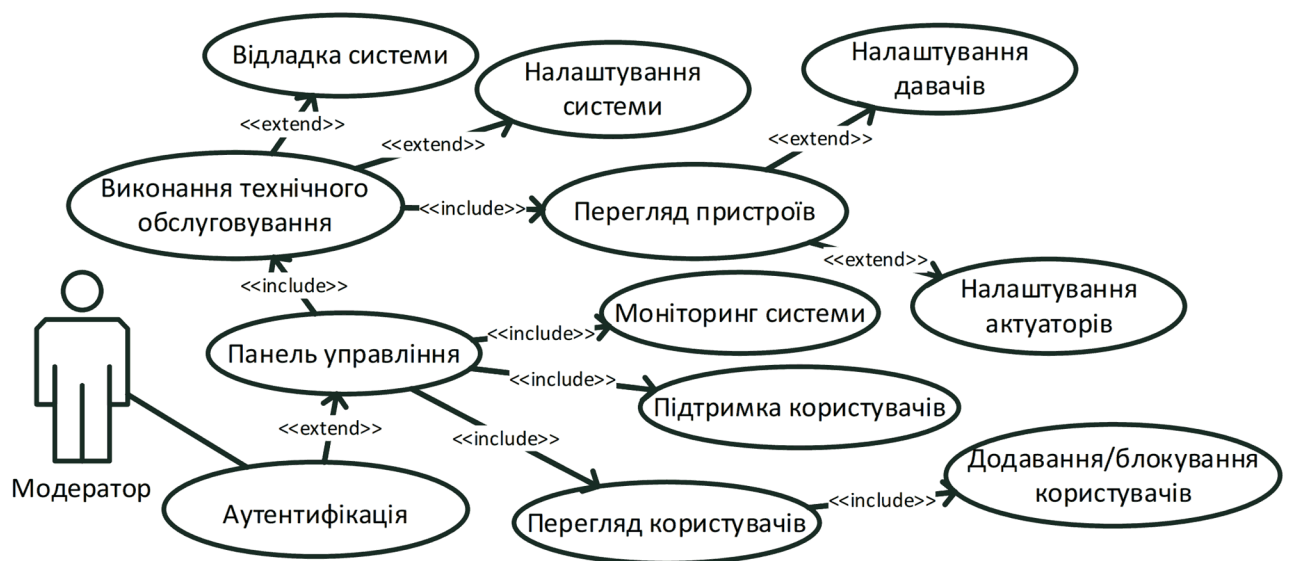 Відладка системи
Налаштування
системи
Налаштування
давачів
<<extend>>
<<extend>>
<<extend>>
Виконання технічного
обслуговування
<<include>>
Перегляд пристроїв
<<extend>>
<<include>>
Налаштування
актуаторів
Моніторинг системи
<<include>>
Панель управління
<<include>>
Підтримка користувачів
<<extend>>
<<include>>
Додавання/блокування
користувачів
Модератор
<<include>>
Аутентифікація
Перегляд користувачів